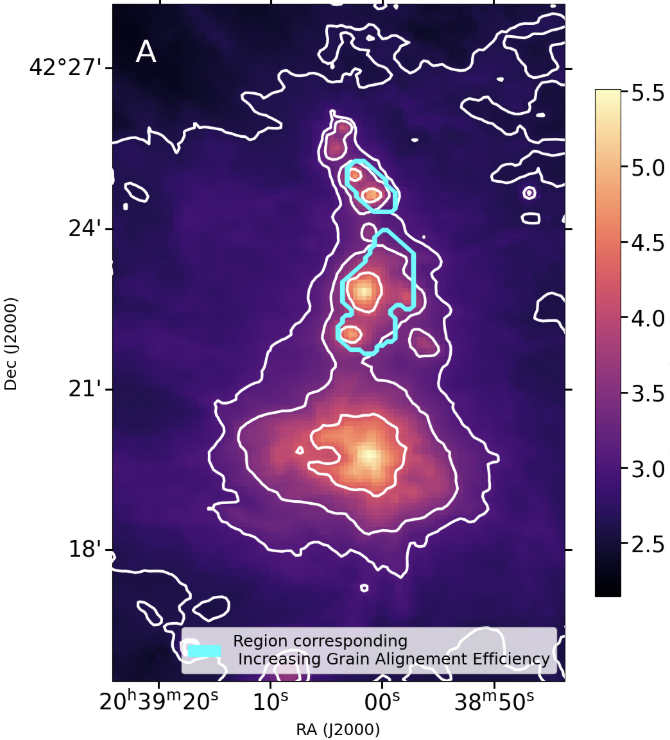 A
42°27'
24'
21'
18'
Dec (J2000)
5.5
5.0
4.5
4.0
3.5
3.0
2.5
Region corresponding
Increasing Grain Alignement Efficiency
20ʰ39ᵐ20ˢ
10ˢ
00ˢ
38ᵐ50ˢ
RA (J2000)